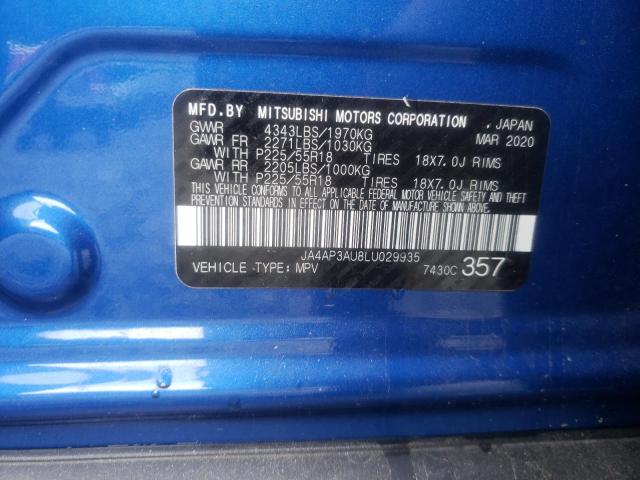 MFD.BY MITSUBISHI MOTORS CORPORATION , JAPAN
GVWR 4343LBS/1970KG MAR 2020
GAWR FR 2271LBS/1030KG
WITH P225/55R18 TIRES 18X7.0J RIMS
GAWR RR 2205LBS/1000KG
WITH P225/55R18 TIRES 18X7.0J RIMS
THIS VEHICLE CONFORMS TO ALL APPLICABLE FEDERAL MOTOR VEHICLE SAFETY AND THEFT
PREVENTION STANDARDS IN EFFECT ON THE DATE OF MANUFACTURE SHOWN ABOVE.
JA4AP3AU8LU029935
VEHICLE TYPE: MPV 7430C 357